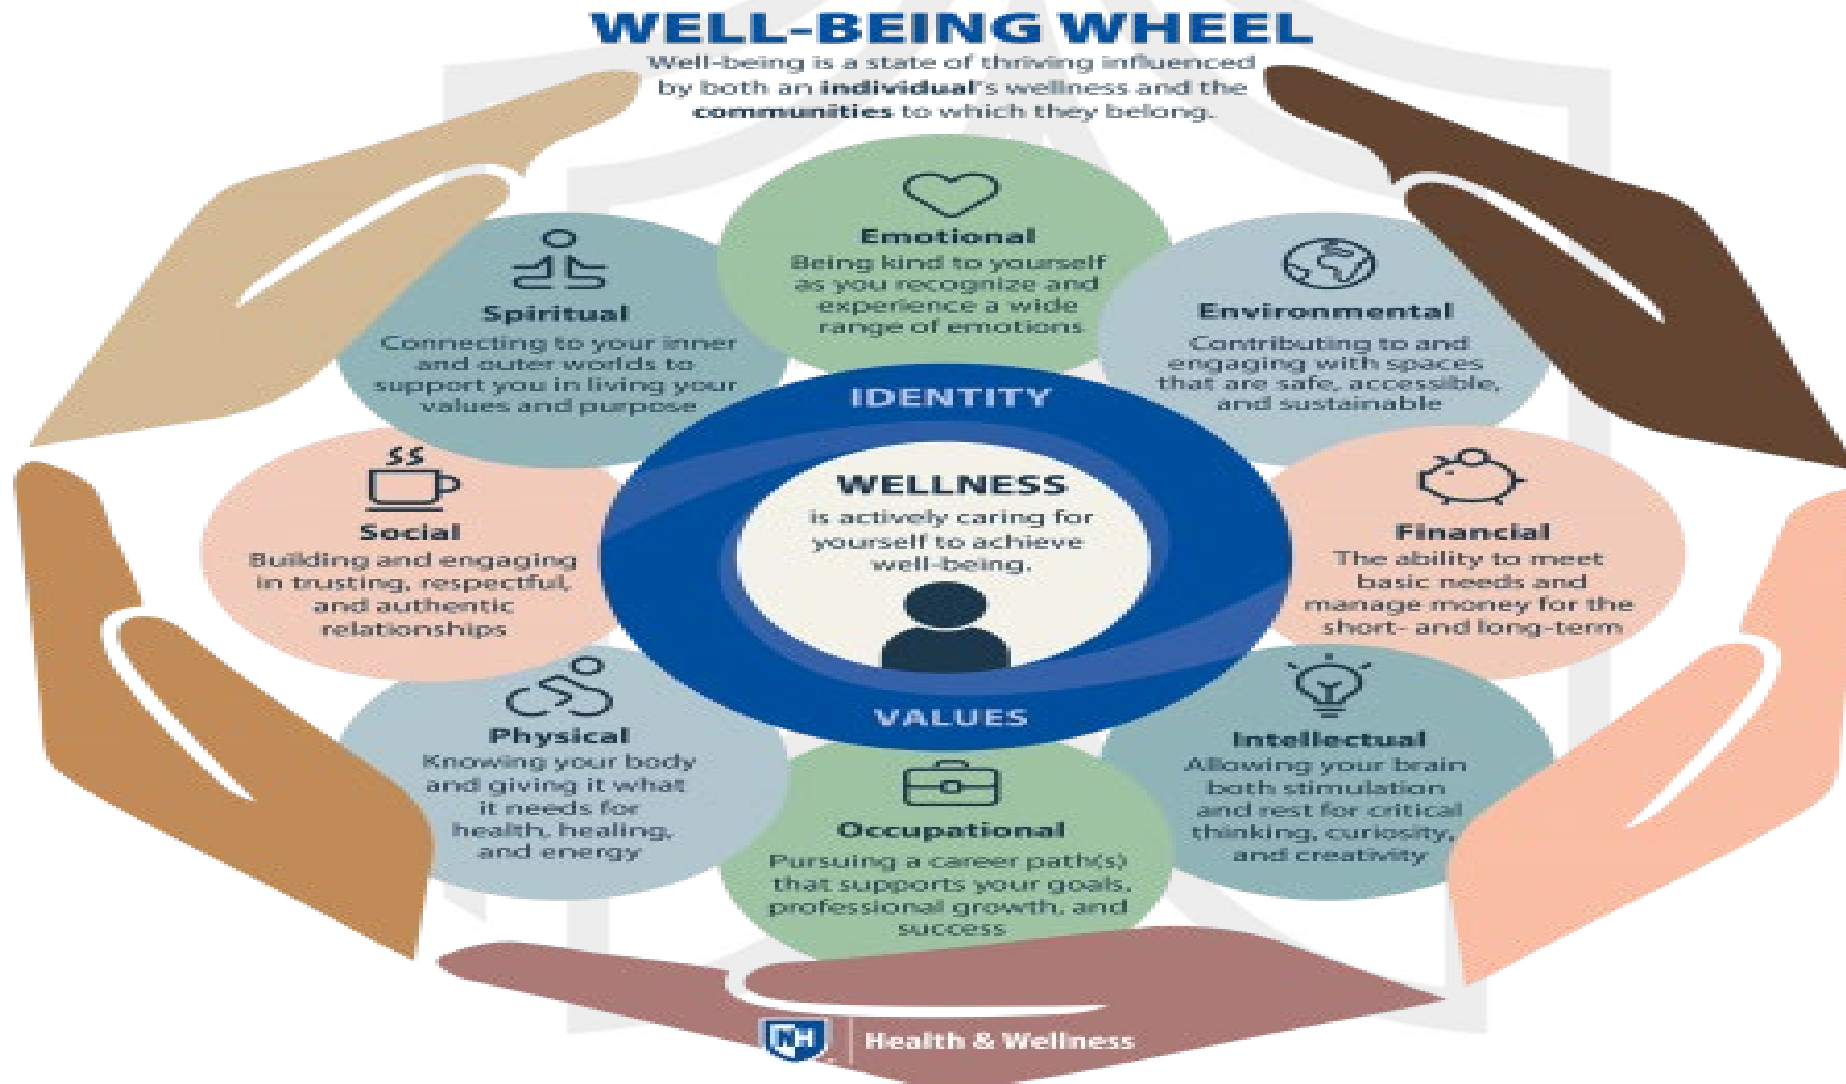 WELL-BEING WHEEL
Well-being is a state of thriving influenced
by both an individual's wellness and the
communities to which they belong.
Emotional
Being kind to yourself
as you recognize and
experience a wide
range of emotions
Environmental
Contributing to and
engaging with spaces
that are safe, accessible,
and sustainable
Financial
The ability to meet
basic needs and
manage money for the
short- and long-term
Intellectual
Allowing your brain
both stimulation
and rest for critical
thinking, curiosity,
and creativity
Occupational
Pursuing a career path(s)
that supports your goals,
professional growth, and
success
Physical
Knowing your body
and giving it what
it needs for
health, healing,
and energy
Social
Building and engaging
in trusting, respectful,
and authentic
relationships
Spiritual
Connecting to your inner
and outer worlds to
support you in living your
values and purpose
IDENTITY
WELLNESS
is actively caring for
yourself to achieve
well-being.
VALUES
NH
Health & Wellness